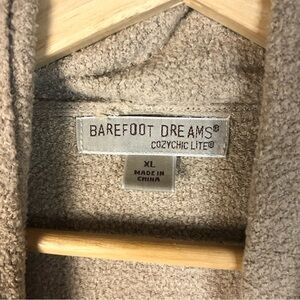 BAREFOOT DREAMS®
COZYCHIC LITE®
XL
MADE IN
CHINA